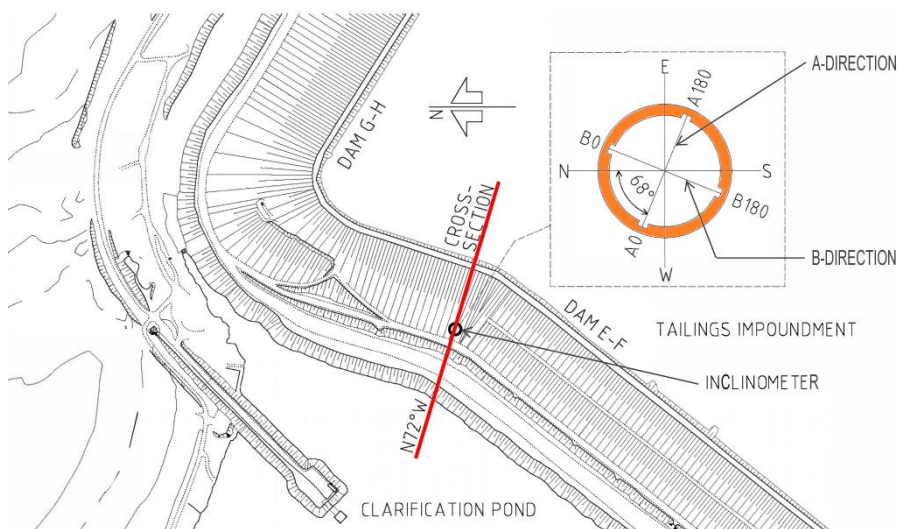 A-DIRECTION
E
A180
DAM G-H
N
B0
N
S
68°
B180
CROSS-
SECTION
A0
W
B-DIRECTION
DAM E-F
TAILINGS IMPOUNDMENT
INCLINOMETER
N72°W
CLARIFICATION POND